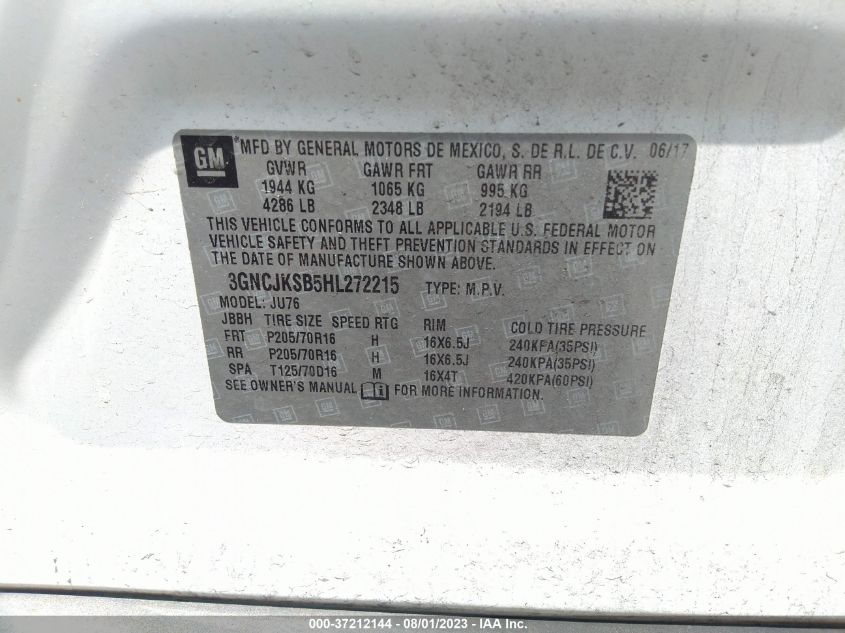 GM *MFD BY GENERAL MOTORS DE MEXICO, S. DE R.L. DE C.V. 06/17
GVWR GAWR FRT GAWR RR
1944 KG 1065 KG 995 KG
4286 LB 2348 LB 2194 LB
THIS VEHICLE CONFORMS TO ALL APPLICABLE U.S. FEDERAL MOTOR
VEHICLE SAFETY AND THEFT PREVENTION STANDARDS IN EFFECT ON
THE DATE OF MANUFACTURE SHOWN ABOVE.
3GNCJKSB5HL272215 TYPE: M.P.V.
MODEL: JU76
JBBH TIRE SIZE SPEED RTG RIM COLD TIRE PRESSURE
FRT P205/70R16 H 16X6.5J 240KPA(35PSI)
RR P205/70R16 H 16X6.5J 240KPA(35PSI)
SPA T125/70D16 M 16X4T 420KPA(60PSI)
SEE OWNER'S MANUAL FOR MORE INFORMATION.
000-37212144 - 08/01/2023 - IAA Inc.